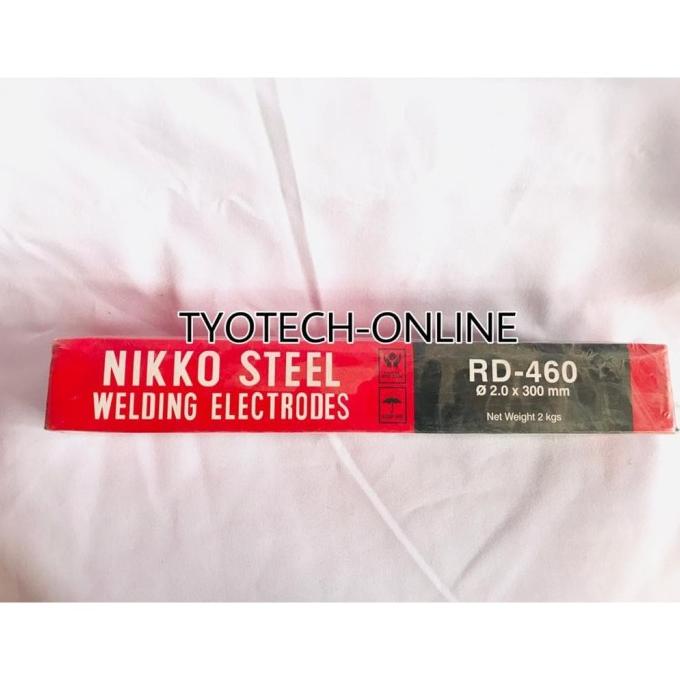 TYOTECH-ONLINE
NIKKO STEEL
WELDING ELECTRODES
RD-460
Ø 2.0 x 300 mm
Net Weight 2 kgs